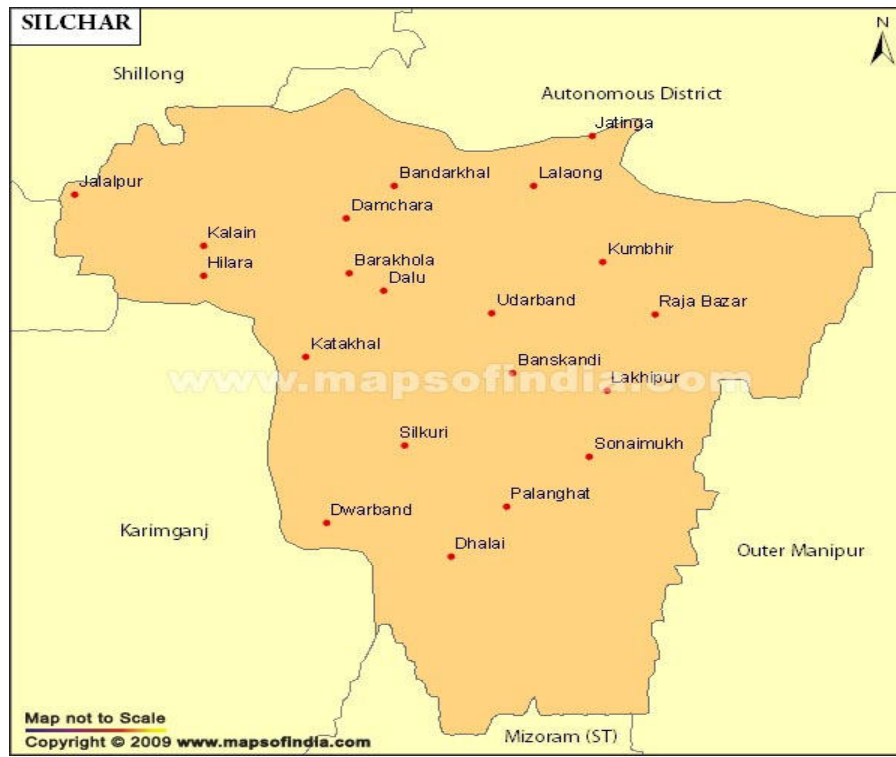 SILCHAR
N
Shillong
Autonomous District
Jatinga
Bandarkhal
Lalaong
Jalalpur
Damchara
Kalain
Kumbhir
Hilara
Barakhola
Dalu
Udarband
Raja Bazar
Katakhal
Banskandi
www.mapsofindia.com
Lakhipur
Silkuri
Sonaimukh
Palanghat
Dwarband
Karimganj
Dhalai
Outer Manipur
Map not to Scale
Mizoram (ST)
Copyright © 2009 www.mapsofindia.com